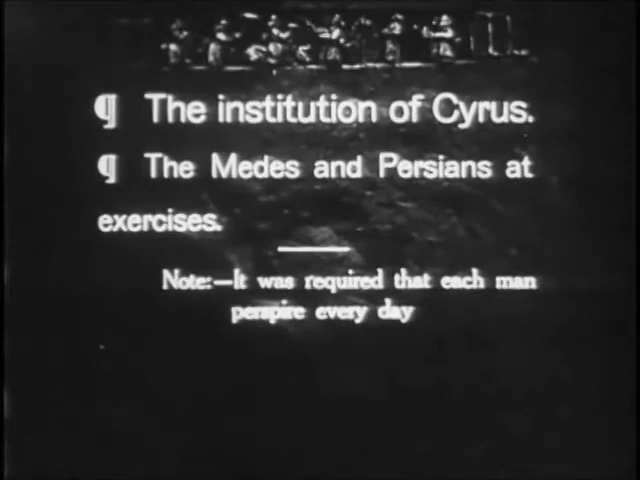 ¶ The institution of Cyrus.
¶ The Medes and Persians at
exercises.
Note:—It was required that each man
perspire every day